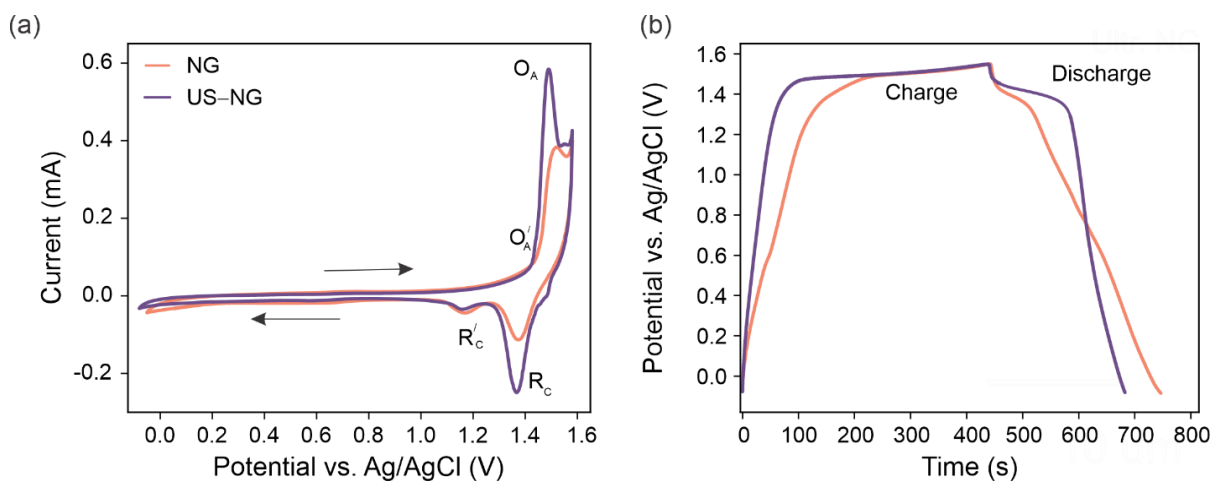 (a)
NG
US–NG
O_A
O_A'
R_C'
R_C
Current (mA)
0.6
0.4
0.2
0.0
-0.2
0.0 0.2 0.4 0.6 0.8 1.0 1.2 1.4 1.6
Potential vs. Ag/AgCl (V)
(b)
Charge
Discharge
Potential vs. Ag/AgCl (V)
1.6
1.4
1.2
1.0
0.8
0.6
0.4
0.2
0.0
0 100 200 300 400 500 600 700 800
Time (s)